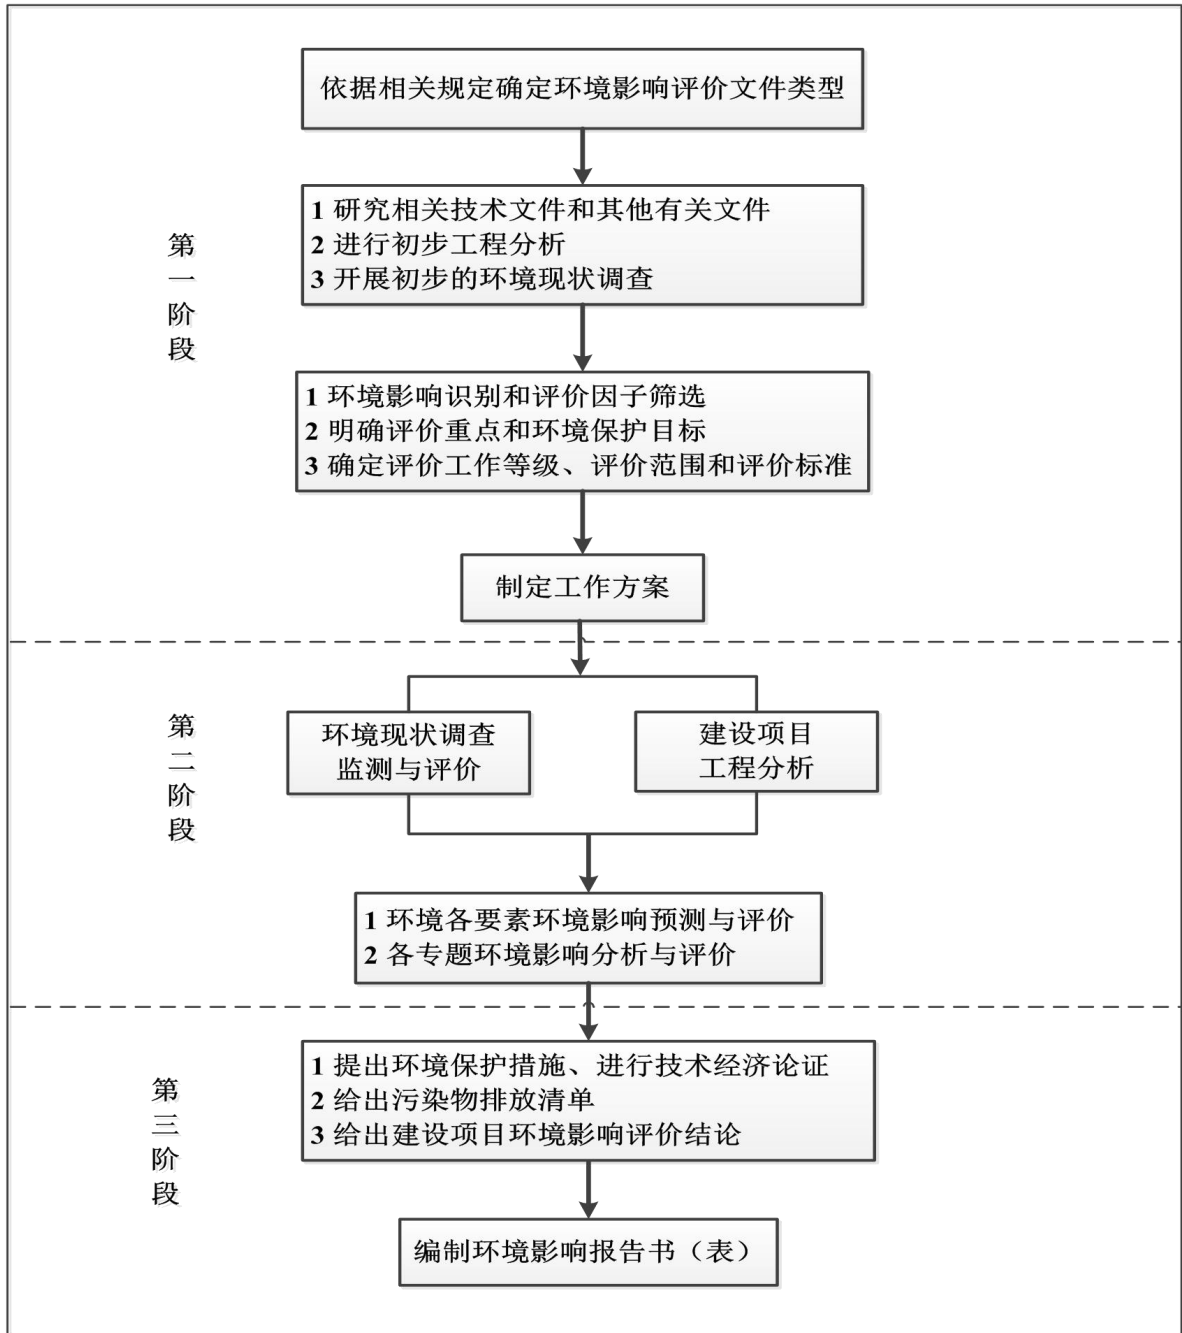 依据相关规定确定环境影响评价文件类型
1 研究相关技术文件和其他有关文件
2 进行初步工程分析
3 开展初步的环境现状调查
第一阶段
1 环境影响识别和评价因子筛选
2 明确评价重点和环境保护目标
3 确定评价工作等级、评价范围和评价标准
制定工作方案
第二阶段
环境现状调查
监测与评价
建设项目
工程分析
1 环境各要素环境影响预测与评价
2 各专题环境影响分析与评价
第三阶段
1 提出环境保护措施、进行技术经济论证
2 给出污染物排放清单
3 给出建设项目环境影响评价结论
编制环境影响报告书（表）